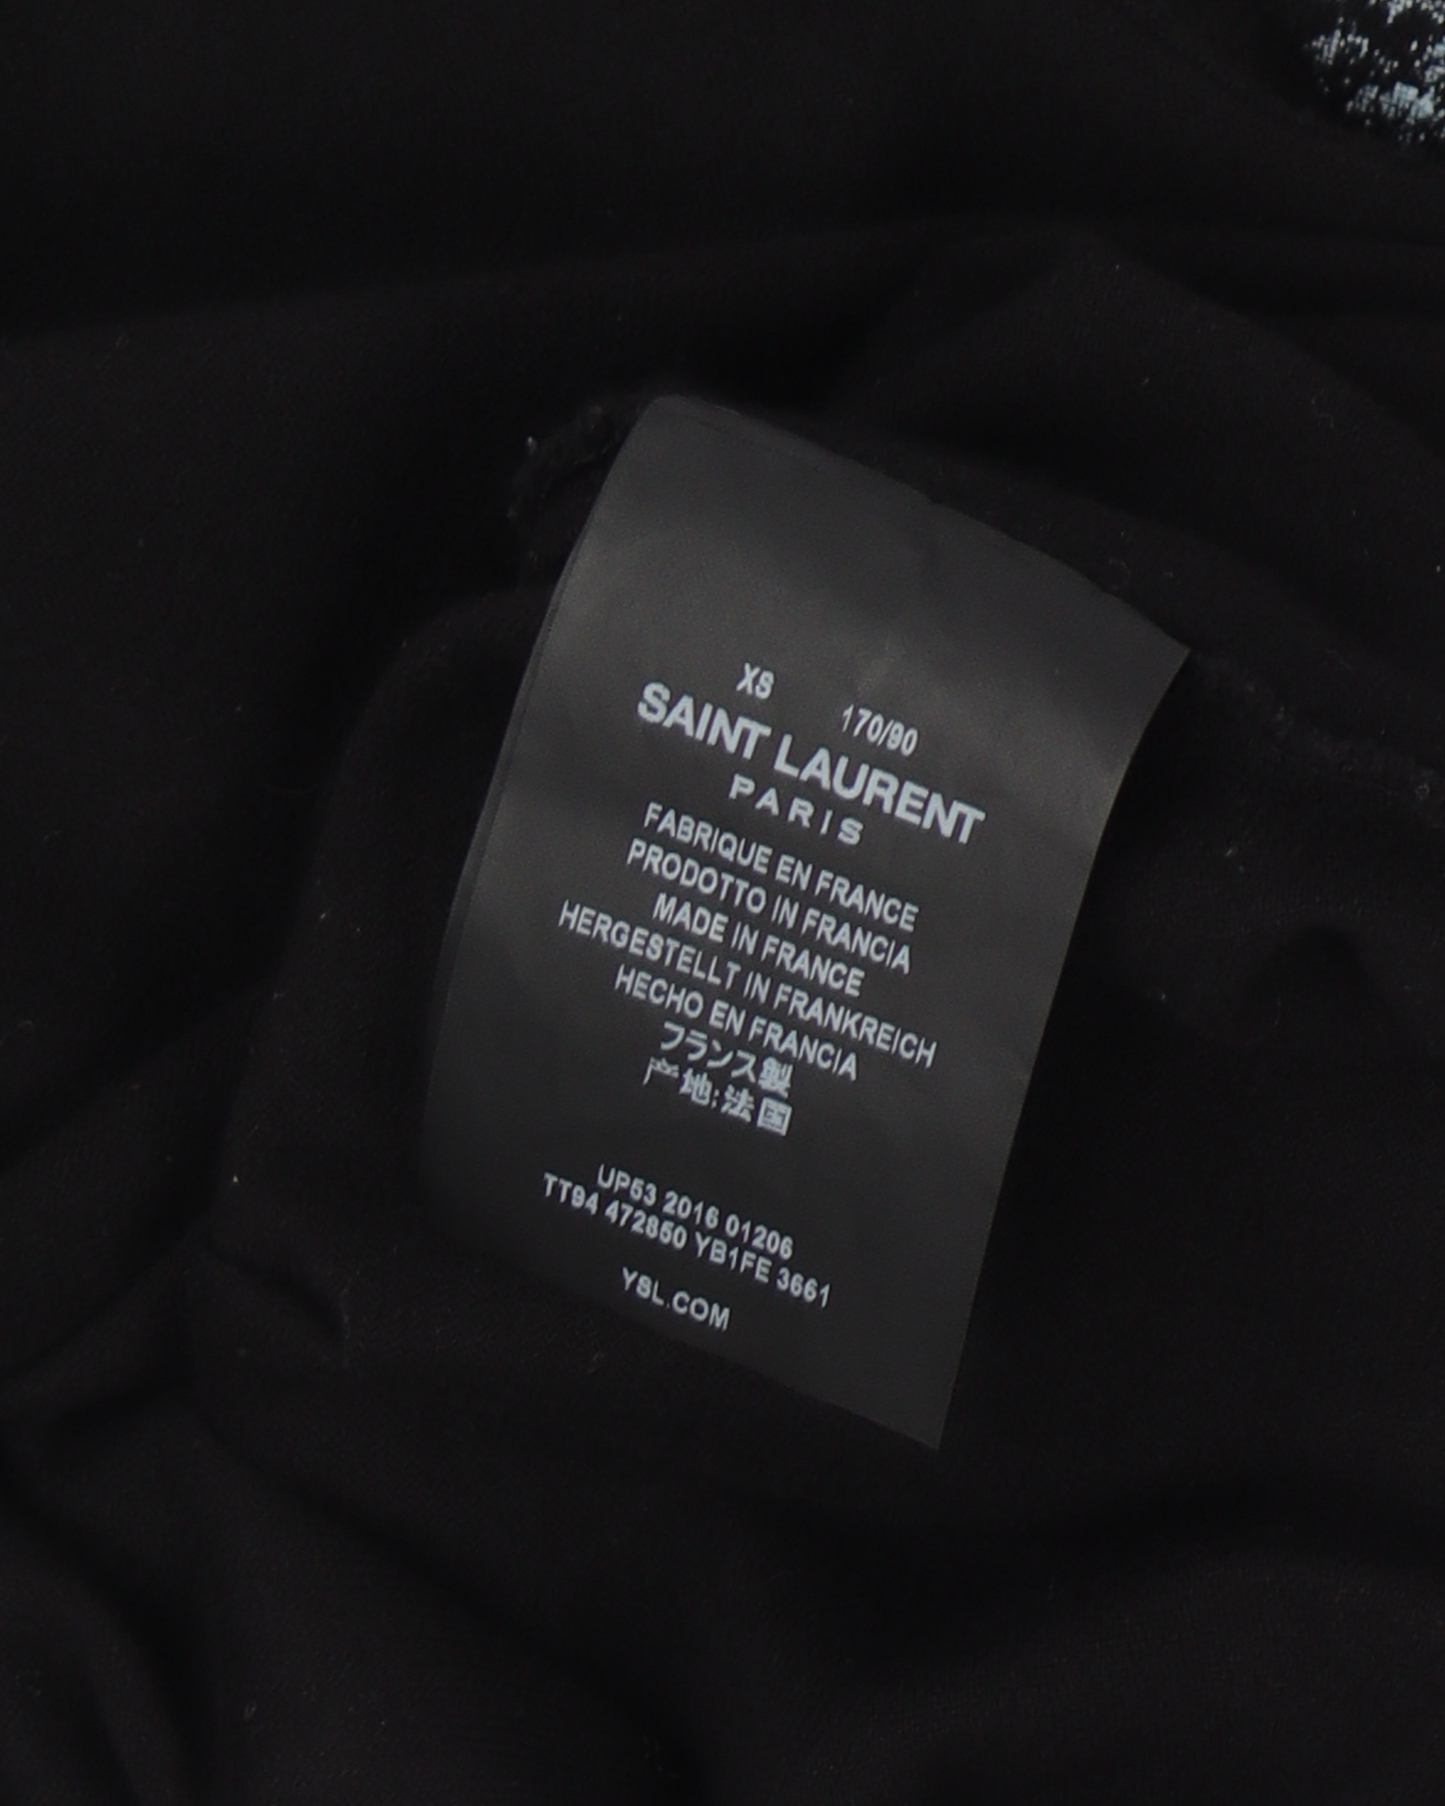 XS 170/90
SAINT LAURENT
PARIS
FABRIQUE EN FRANCE
PRODOTTO IN FRANCIA
MADE IN FRANCE
HERGESTELLT IN FRANKREICH
HECHO EN FRANCIA
フランス製
产地:法国
UP53 2016 01206
TT94 472850 YB1FE 3661
YSL.COM